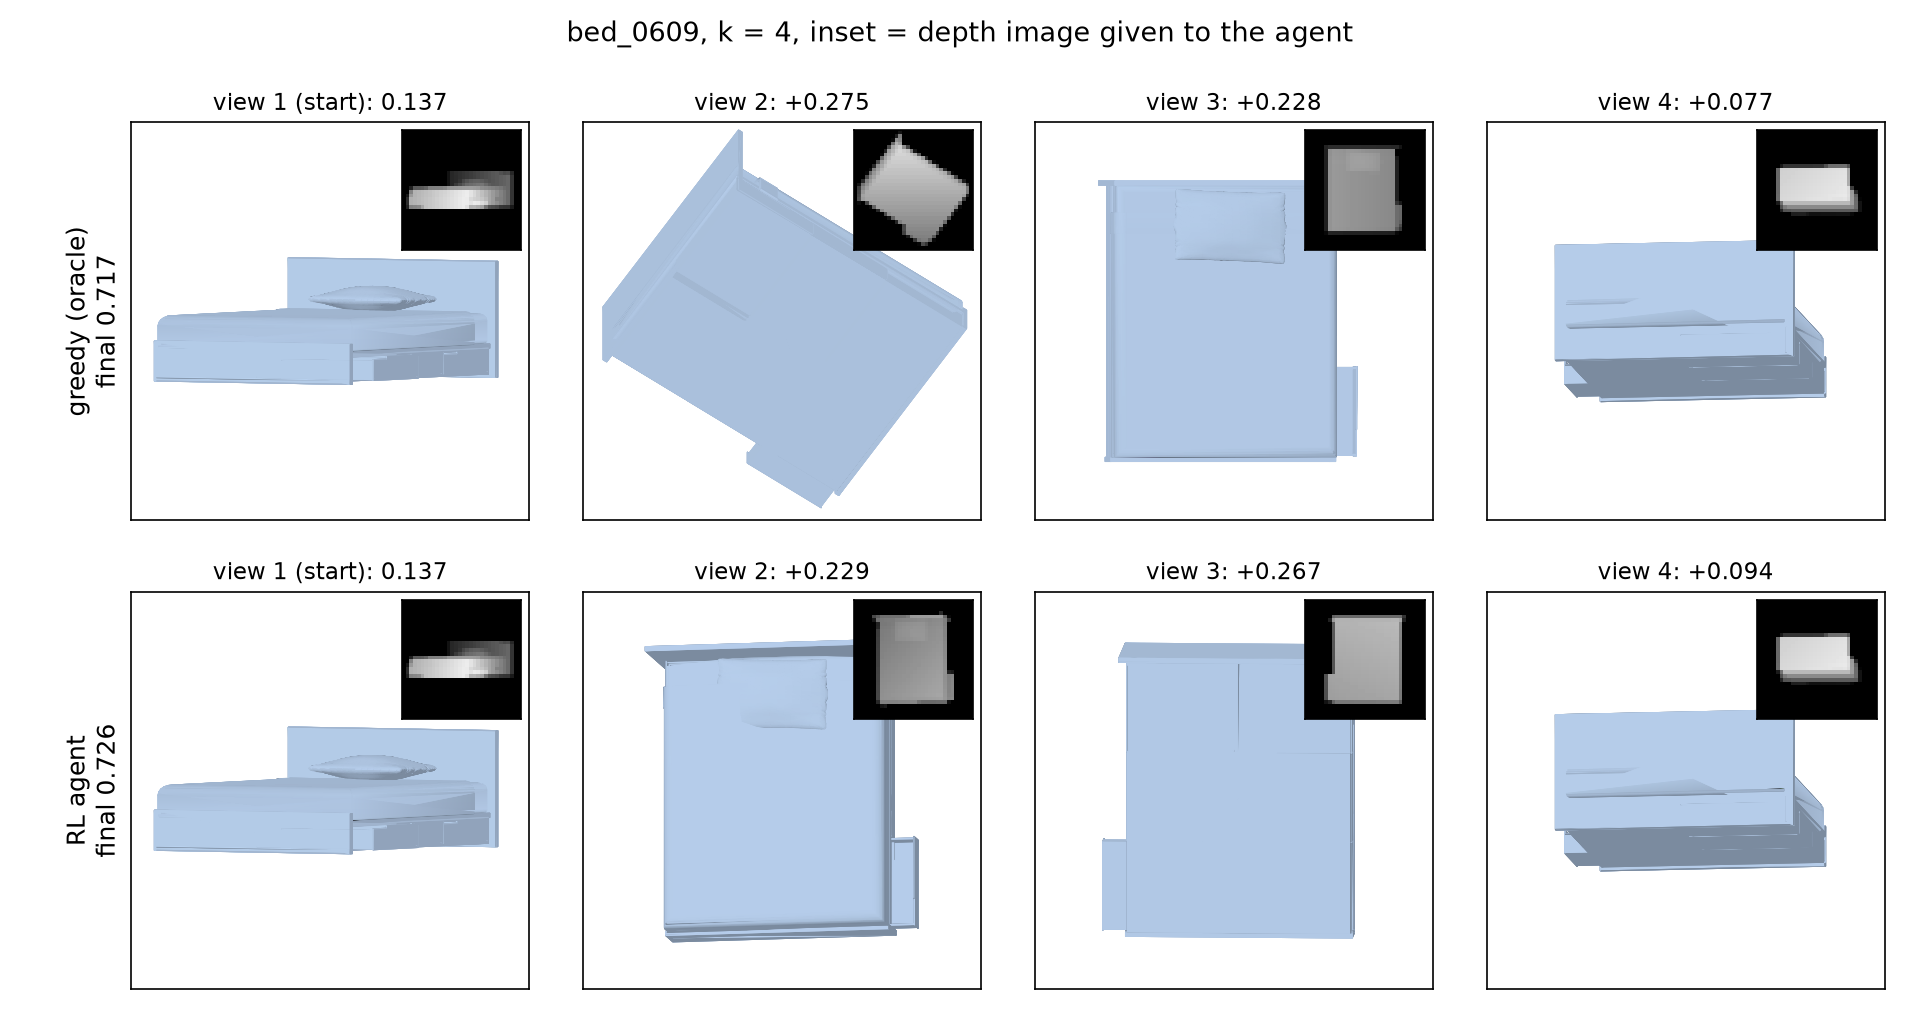 bed_0609, k = 4, inset = depth image given to the agent
greedy (oracle)
final 0.717
view 1 (start): 0.137
view 2: +0.275
view 3: +0.228
view 4: +0.077
RL agent
final 0.726
view 1 (start): 0.137
view 2: +0.229
view 3: +0.267
view 4: +0.094